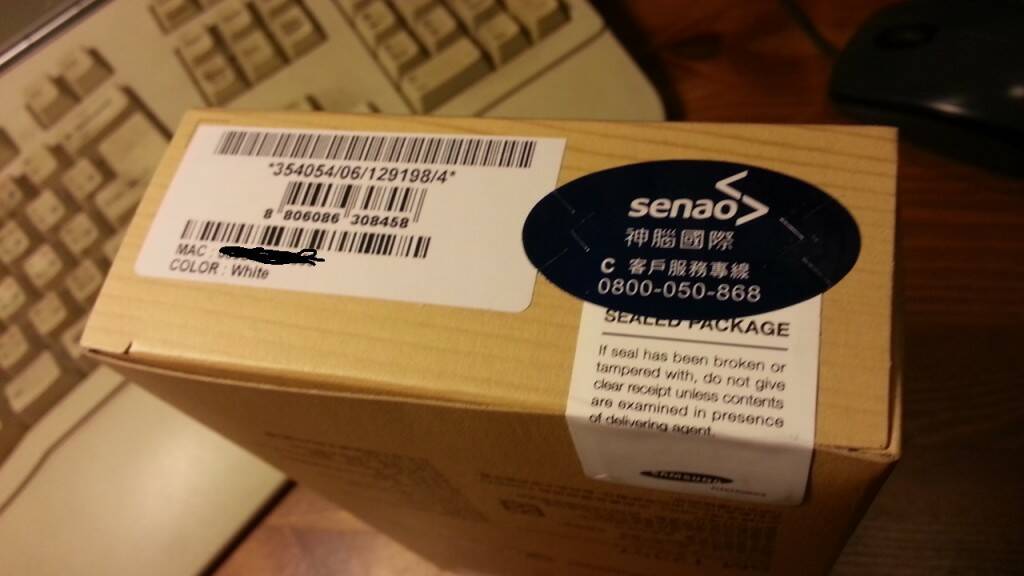 *354054/06/129198/4*
8 806086 308458
MAC :
COLOR : White
senao
神腦國際
C 客戶服務專線
0800-050-868
SEALED PACKAGE
If seal has been broken or
tampered with, do not give
clear receipt unless contents
are examined in presence
of delivering agent.
SAMSUNG